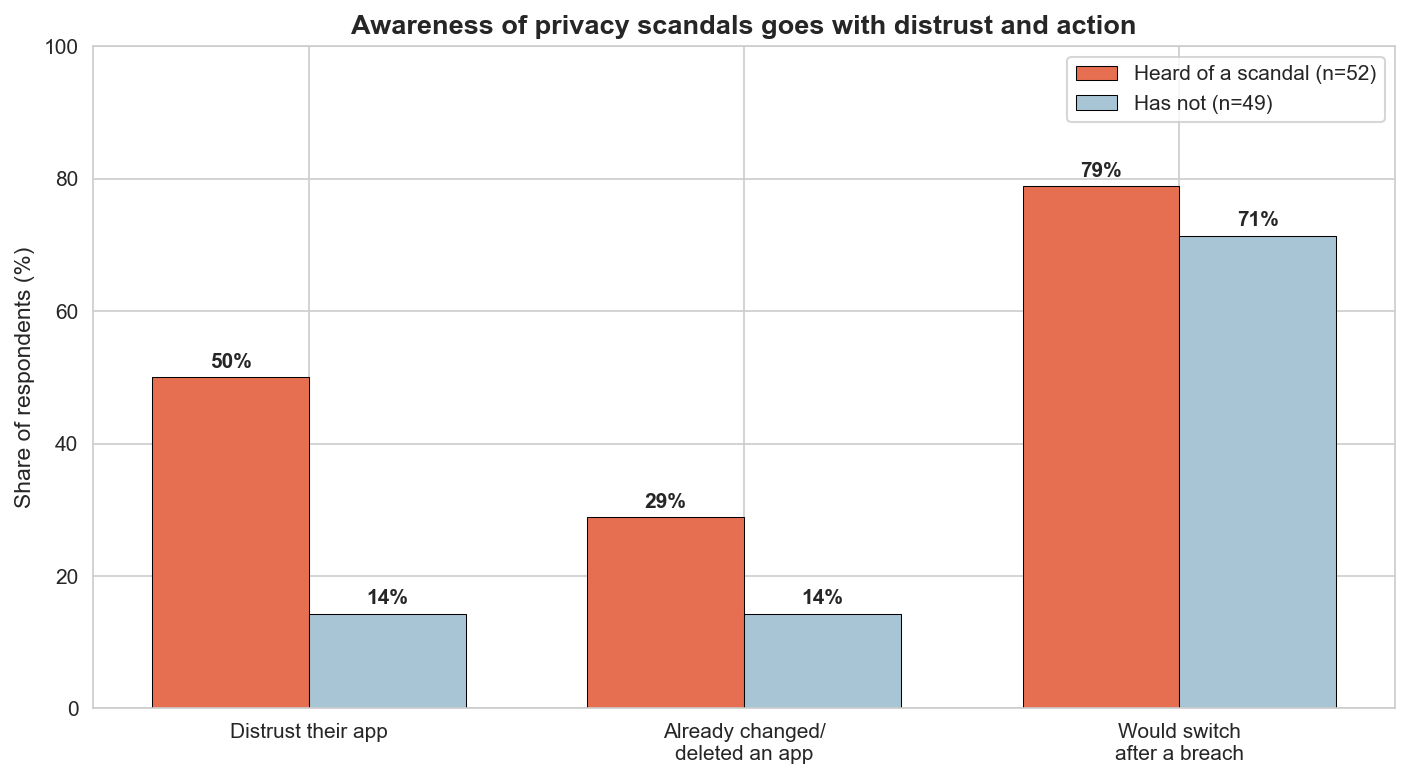 Awareness of privacy scandals goes with distrust and action
Heard of a scandal (n=52)
Has not (n=49)
Share of respondents (%)
100
80
60
40
20
0
50%
14%
29%
14%
79%
71%
Distrust their app
Already changed/
deleted an app
Would switch
after a breach